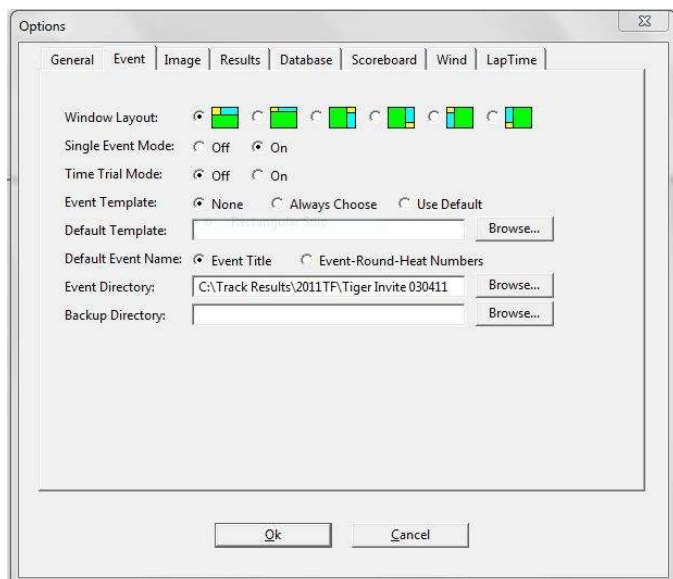 Options
General Event Image Results Database Scoreboard Wind LapTime
Window Layout:
Single Event Mode: Off On
Time Trial Mode: Off On
Event Template: None Always Choose Use Default
Rectangular Snip
Default Template: Browse...
Default Event Name: Event Title Event-Round-Heat Numbers
Event Directory: C:\Track Results\2011TF\Tiger Invite 030411 Browse...
Backup Directory: Browse...
Ok Cancel